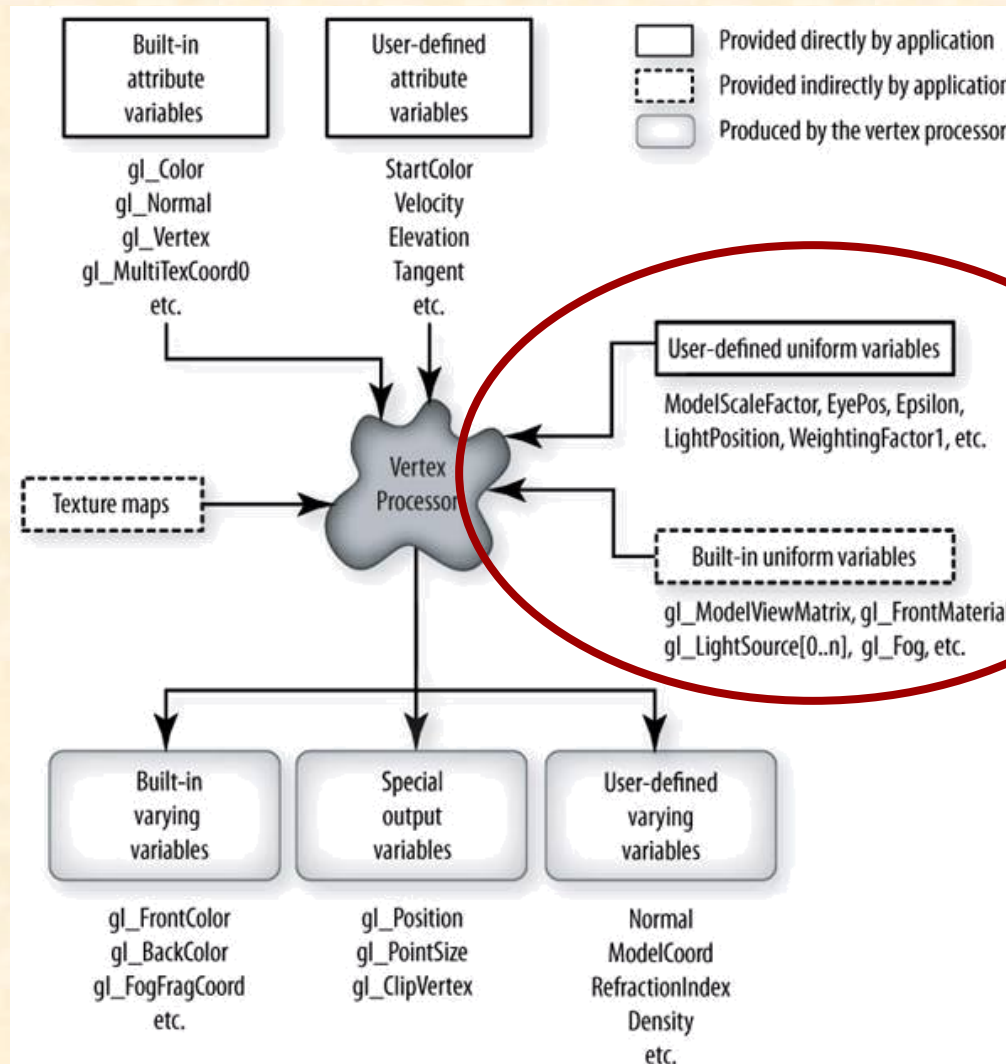 Built-in
attribute
variables
User-defined
attribute
variables
Provided directly by application
Provided indirectly by application
Produced by the vertex processor
gl_Color
gl_Normal
gl_Vertex
gl_MultiTexCoord0
etc.
StartColor
Velocity
Elevation
Tangent
etc.
User-defined uniform variables
ModelScaleFactor, EyePos, Epsilon,
LightPosition, WeightingFactor1, etc.
Vertex
Processor
Texture maps
Built-in uniform variables
gl_ModelViewMatrix, gl_FrontMaterial
gl_LightSource[0..n], gl_Fog, etc.
Built-in
varying
variables
Special
output
variables
User-defined
varying
variables
gl_FrontColor
gl_BackColor
gl_FogFragCoord
etc.
gl_Position
gl_PointSize
gl_ClipVertex
Normal
ModelCoord
RefractionIndex
Density
etc.